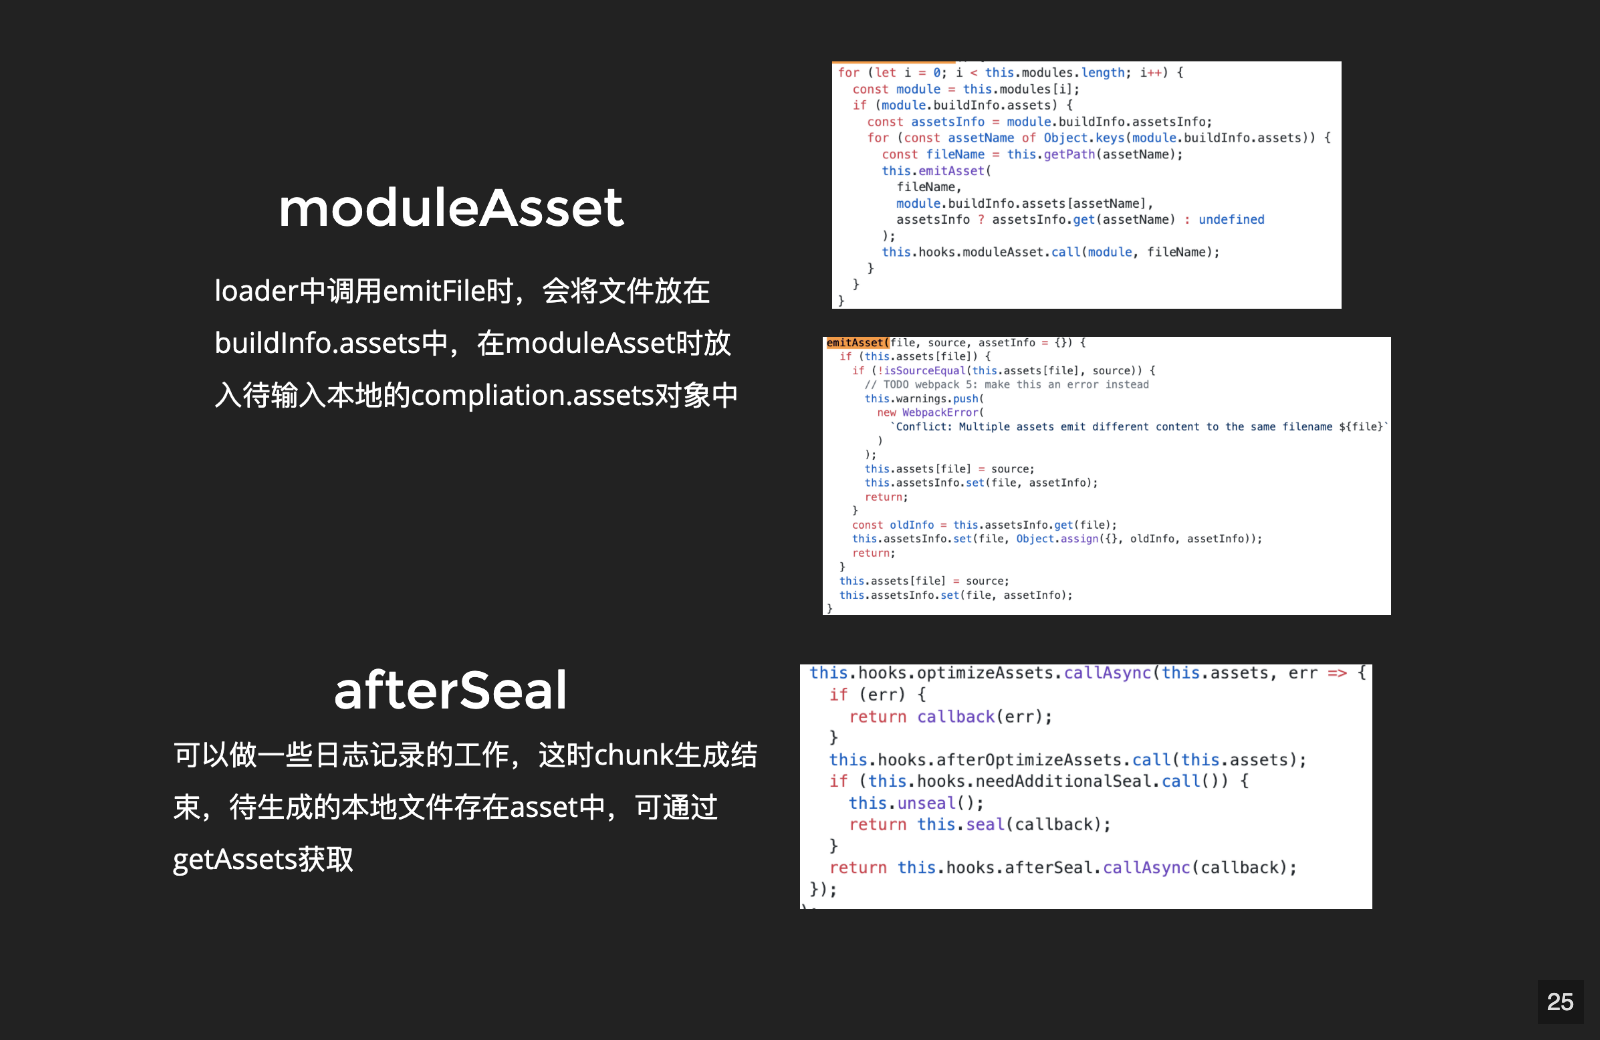 moduleAsset
loader中调用emitFile时，会将文件放在
buildInfo.assets中，在moduleAsset时放
入待输入本地的compliation.assets对象中
for (let i = 0; i < this.modules.length; i++) {
  const module = this.modules[i];
  if (module.buildInfo.assets) {
    const assetsInfo = module.buildInfo.assetsInfo;
    for (const assetName of Object.keys(module.buildInfo.assets)) {
      const fileName = this.getPath(assetName);
      this.emitAsset(
        fileName,
        module.buildInfo.assets[assetName],
        assetsInfo ? assetsInfo.get(assetName) : undefined
      );
      this.hooks.moduleAsset.call(module, fileName);
    }
  }
}
emitAsset(file, source, assetInfo = {}) {
  if (this.assets[file]) {
    if (!isSourceEqual(this.assets[file], source)) {
      // TODO webpack 5: make this an error instead
      this.warnings.push(
        new WebpackError(
          `Conflict: Multiple assets emit different content to the same filename ${file}`
        )
      );
      this.assets[file] = source;
      this.assetsInfo.set(file, assetInfo);
      return;
    }
    const oldInfo = this.assetsInfo.get(file);
    this.assetsInfo.set(file, Object.assign({}, oldInfo, assetInfo));
    return;
  }
  this.assets[file] = source;
  this.assetsInfo.set(file, assetInfo);
}
afterSeal
可以做一些日志记录的工作，这时chunk生成结
束，待生成的本地文件存在asset中，可通过
getAssets获取
this.hooks.optimizeAssets.callAsync(this.assets, err => {
  if (err) {
    return callback(err);
  }
  this.hooks.afterOptimizeAssets.call(this.assets);
  if (this.hooks.needAdditionalSeal.call()) {
    this.unseal();
    return this.seal(callback);
  }
  return this.hooks.afterSeal.callAsync(callback);
});
25